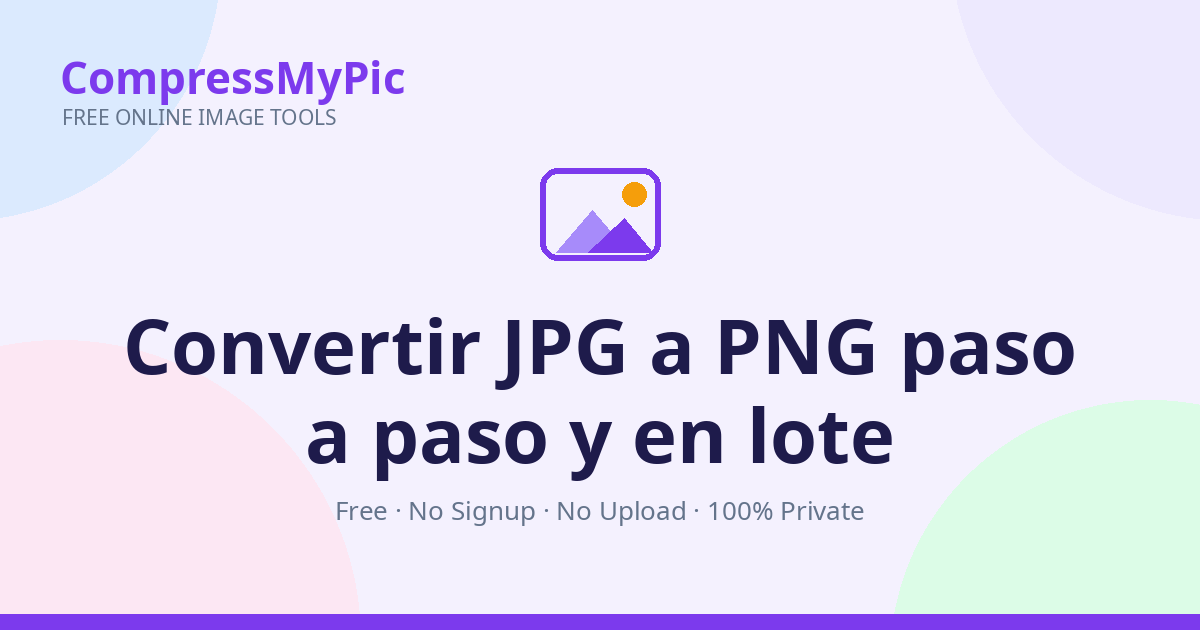 CompressMyPic
FREE ONLINE IMAGE TOOLS
Convertir JPG a PNG paso
a paso y en lote
Free · No Signup · No Upload · 100% Private